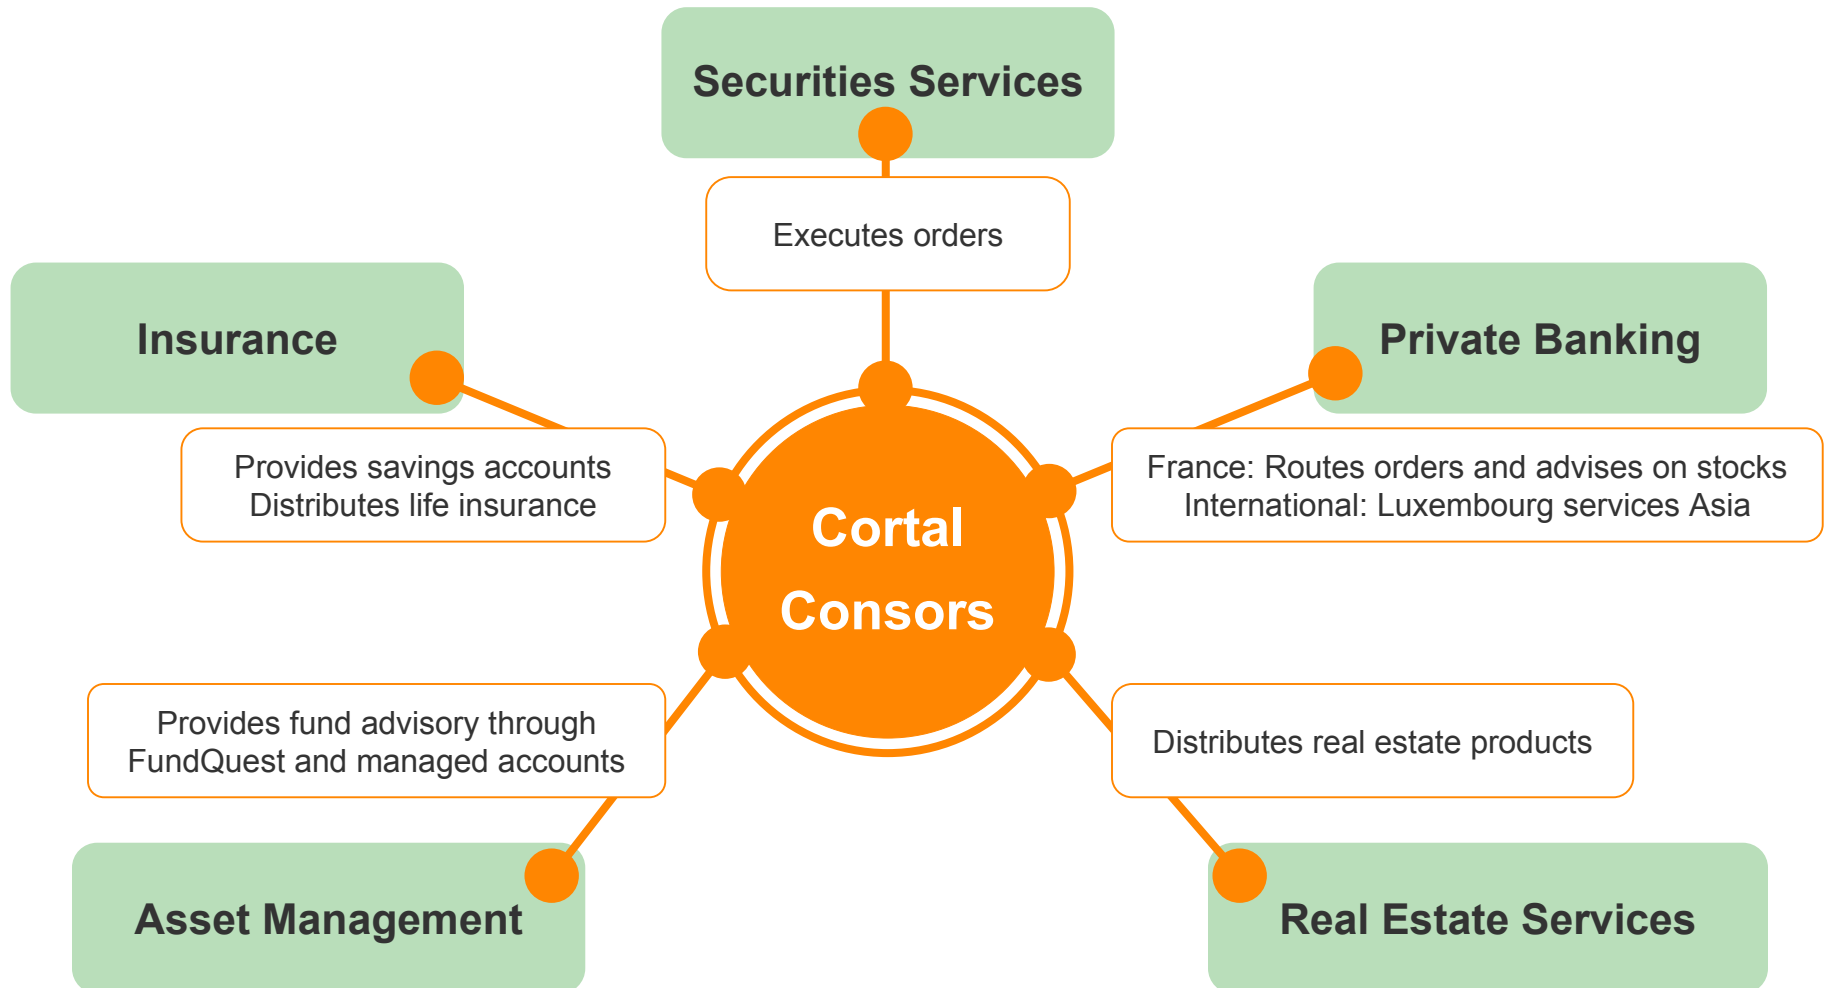 Securities Services
Executes orders
Insurance
Private Banking
Provides savings accounts
Distributes life insurance
France: Routes orders and advises on stocks
International: Luxembourg services Asia
Cortal
Consors
Provides fund advisory through
FundQuest and managed accounts
Distributes real estate products
Asset Management
Real Estate Services